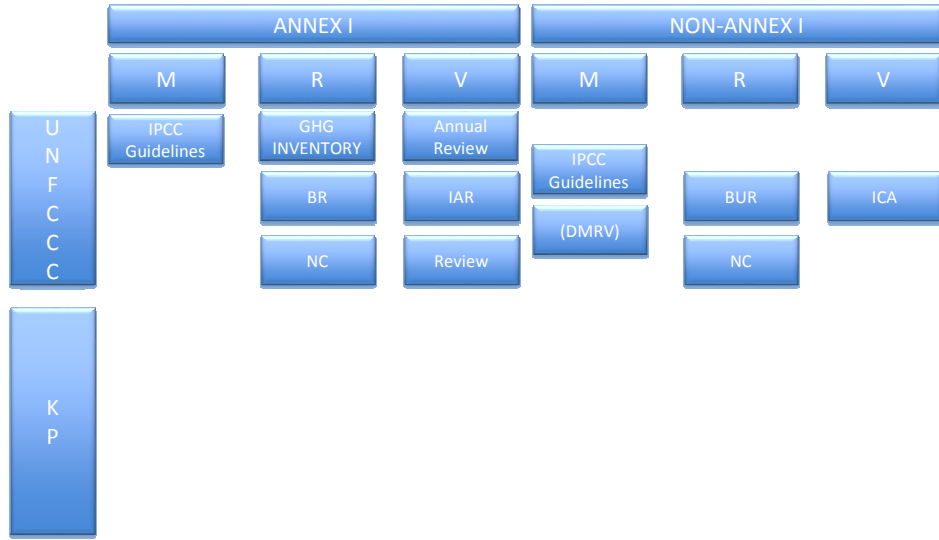 ANNEX I
NON-ANNEX I
M
R
V
M
R
V
U
N
F
C
C
C
IPCC
Guidelines
GHG
INVENTORY
Annual
Review
IPCC
Guidelines
BR
IAR
BUR
ICA
(DMRV)
NC
Review
NC
K
P